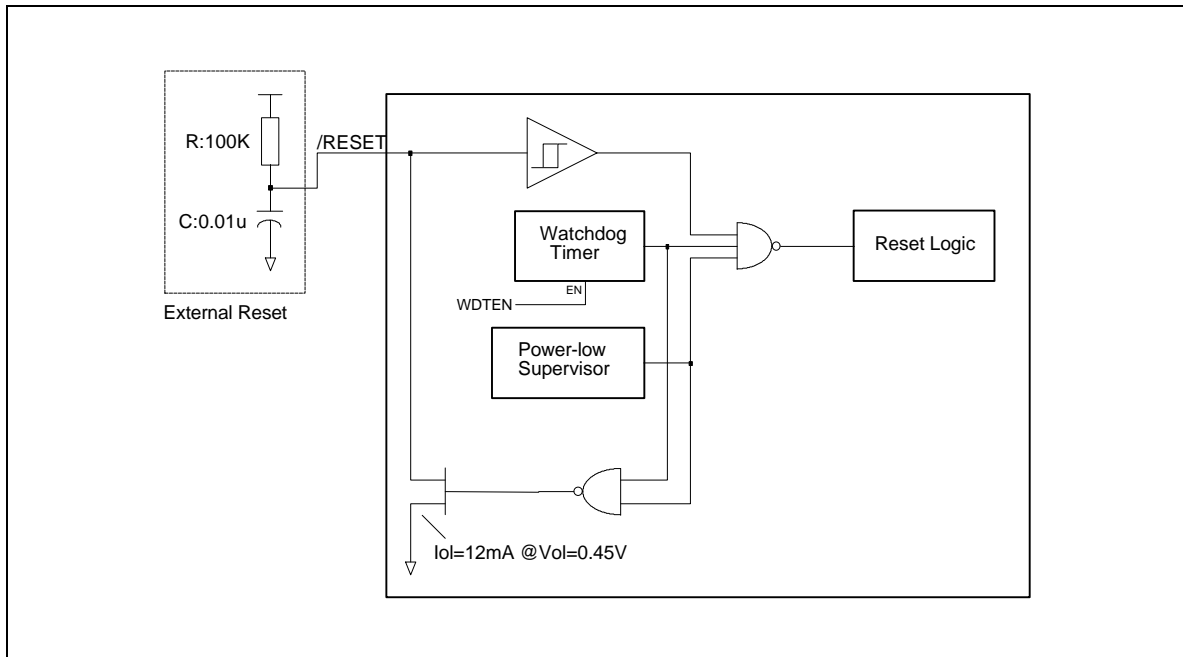 R:100K
/RESET
C:0.01u
External Reset
Watchdog
Timer
EN
WDTEN
Reset Logic
Power-low
Supervisor
Iol=12mA @Vol=0.45V